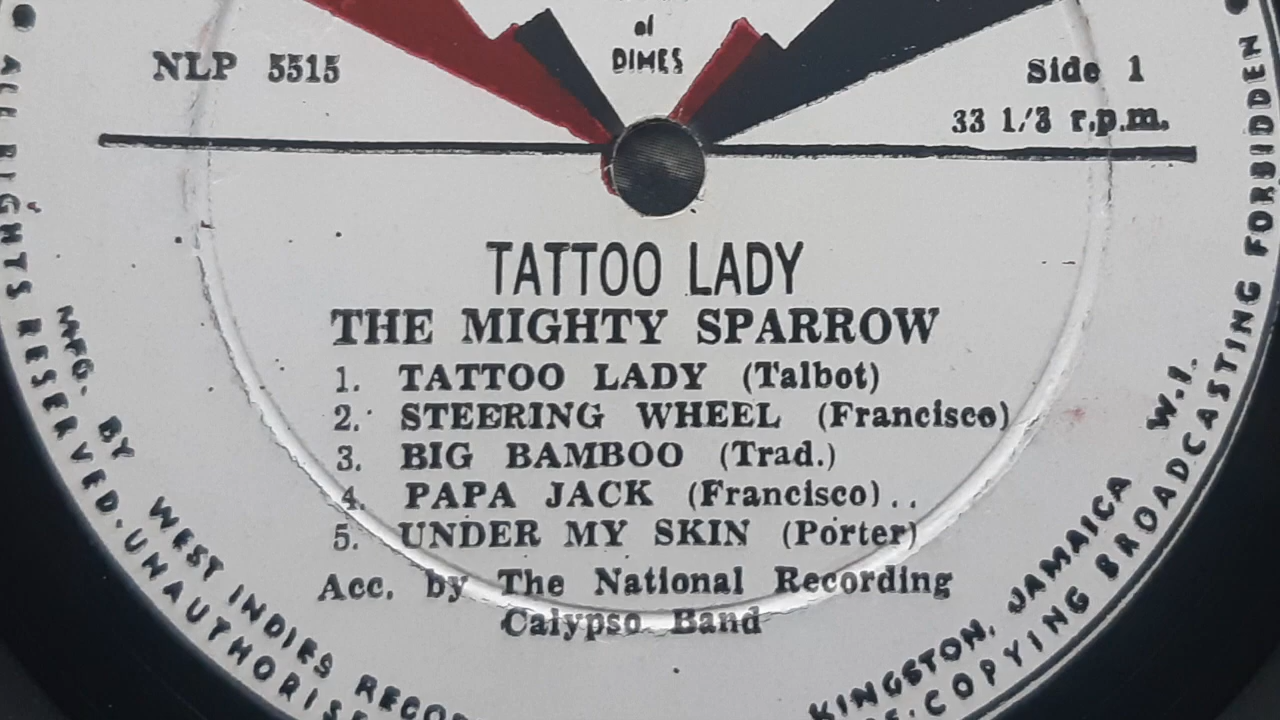 of
DIMES
NLP 5515
Side 1
33 1/3 r.p.m.
TATTOO LADY
THE MIGHTY SPARROW
1. TATTOO LADY (Talbot)
2. STEERING WHEEL (Francisco)
3. BIG BAMBOO (Trad.)
4. PAPA JACK (Francisco)..
5. UNDER MY SKIN (Porter)
Acc. by The National Recording
Calypso Band
MFG. BY WEST INDIES KINGSTON, JAMAICA W.I.
ALL RIGHTS RESERVED. COPYING BROADCASTING FORBIDDEN